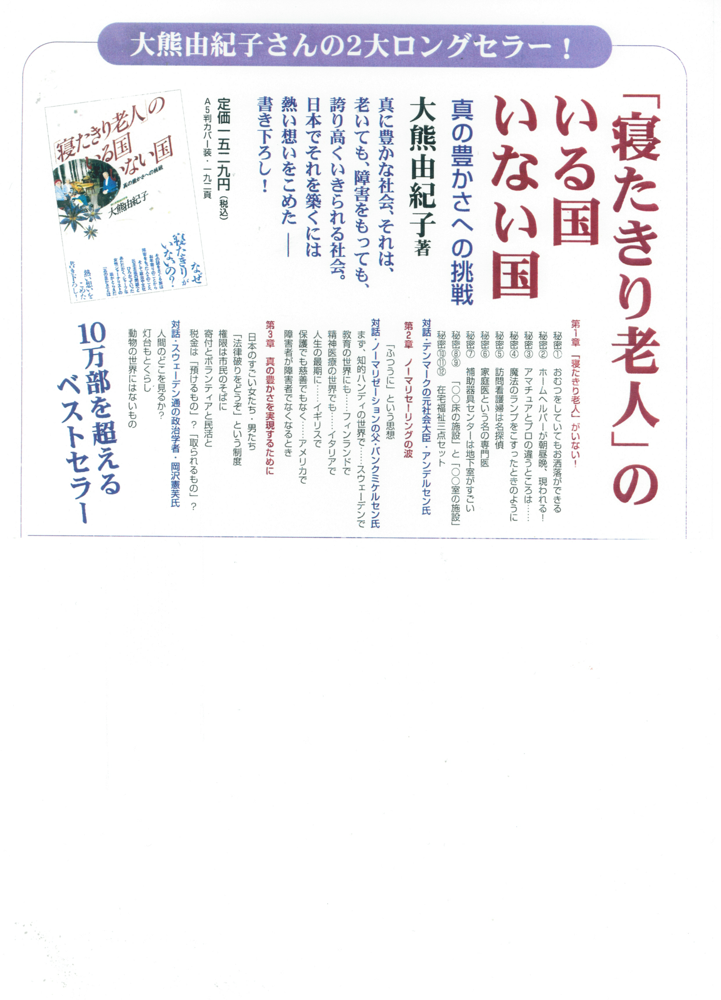 大熊由紀子さんの2大ロングセラー！
「寝たきり老人」の
いる国
いない国
真の豊かさへの挑戦
大熊由紀子 著
真に豊かな社会、それは、
老いても、障害をもっても、
誇り高くいきられる社会。
日本でそれを築くには
熱い想いをこめた――
書き下ろし！
定価一五二九円（税込）
A5判カバー装・一九二頁
「寝たきり老人」の
いる国
いない国
真の豊かさへの挑戦
大熊由紀子
なぜ
寝たきりが
いないの？
その謎をさぐる旅は
お年寄りのことから
障害をもった人々のことへ
そして政治や文化
民主主義の問題へと
ひろがっていった
あたたかく、シャープな
女性ジャーナリストの
「真の豊かさ」とは
熱い想いを
こめた
書き下ろし！
第1章　「寝たきり老人」がいない！
秘密①　おむつをしていてもお洒落ができる
秘密②　ホームヘルパーが朝昼晩、現われる！
秘密③　アマチュアとプロの違うところは……
秘密④　魔法のランプをこすったときのように
秘密⑤　訪問看護婦は名探偵
秘密⑥　家庭医という名の専門医
秘密⑦　補助器具センターは地下室がすごい
秘密⑧⑨　「〇〇床の施設」と「〇〇室の施設」
秘密⑩⑪⑫　在宅福祉三点セット
対話・デンマークの元社会大臣・アンデルセン氏
第2章　ノーマリセーリングの波
「ふつうに」という思想
対話・ノーマリゼーションの父・バンクミケルセン氏
まず、知的ハンディの世界で……スウェーデンで
教育の世界にも……フィンランドで
精神医療の世界でも……イタリアで
人生の最期に……イギリスで
保護でも慈善でもなく……アメリカで
障害者が障害者でなくなるとき
第3章　真の豊かさを実現するために
日本のすごい女たち・男たち
「法律破りをどうぞ」という制度
権限は市民のそばに
寄付とボランティアと民活と
税金は「預けるもの」？「取られるもの」？
対話・スウェーデン通の政治学者・岡沢憲芙氏
人間のどこを見るか？
灯台もとくらし
動物の世界にはないもの
10万部を超える
ベストセラー